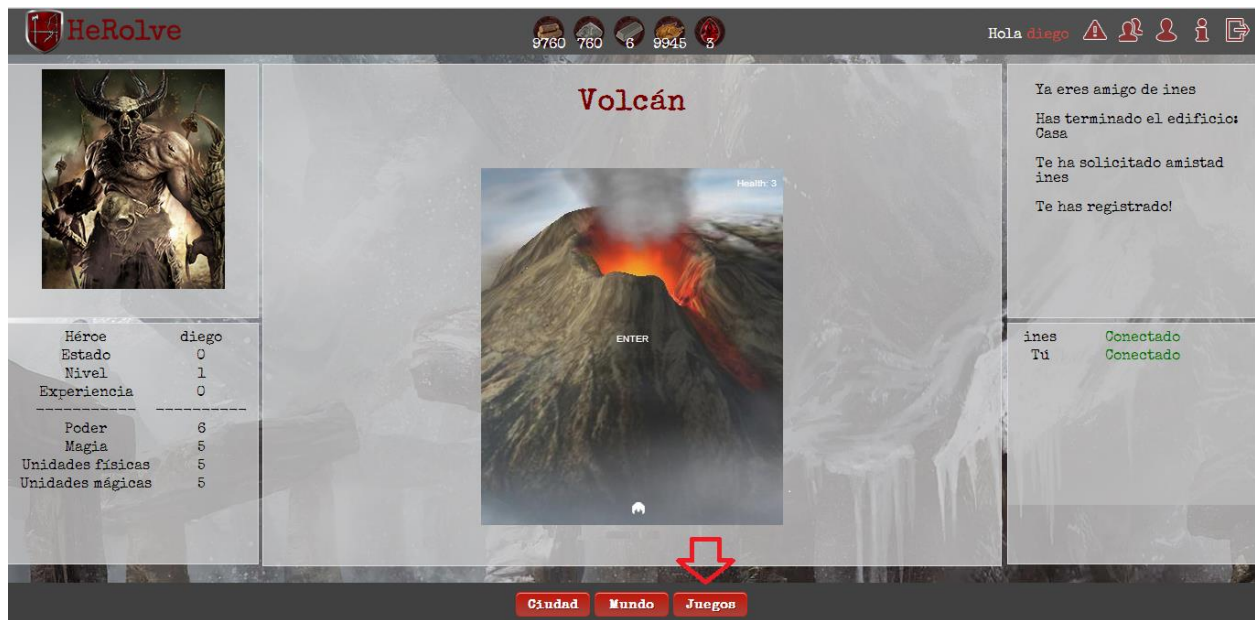 HeRolve
9760 760 6 9945 3
Hola diego
Volcán
Health: 3
ENTER
Héroe diego
Estado 0
Nivel 1
Experiencia 0
----------- ----------
Poder 6
Magia 5
Unidades físicas 5
Unidades mágicas 5
Ya eres amigo de ines
Has terminado el edificio:
Casa
Te ha solicitado amistad
ines
Te has registrado!
ines Conectado
Tú Conectado
Ciudad Mundo Juegos